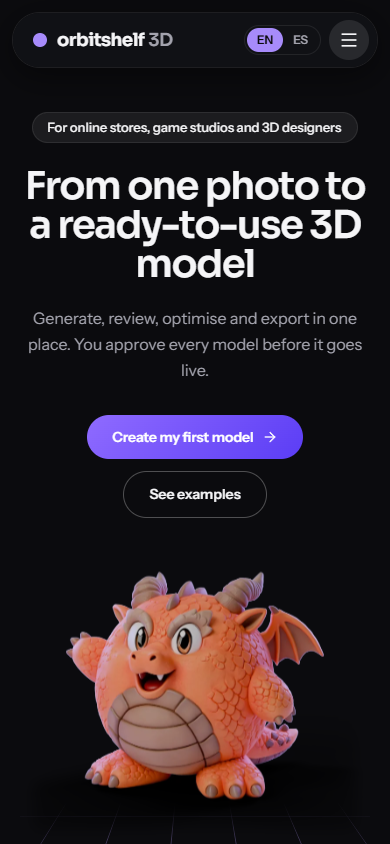 orbitshelf 3D
EN ES
For online stores, game studios and 3D designers
From one photo to
a ready-to-use 3D
model
Generate, review, optimise and export in one
place. You approve every model before it goes
live.
Create my first model →
See examples